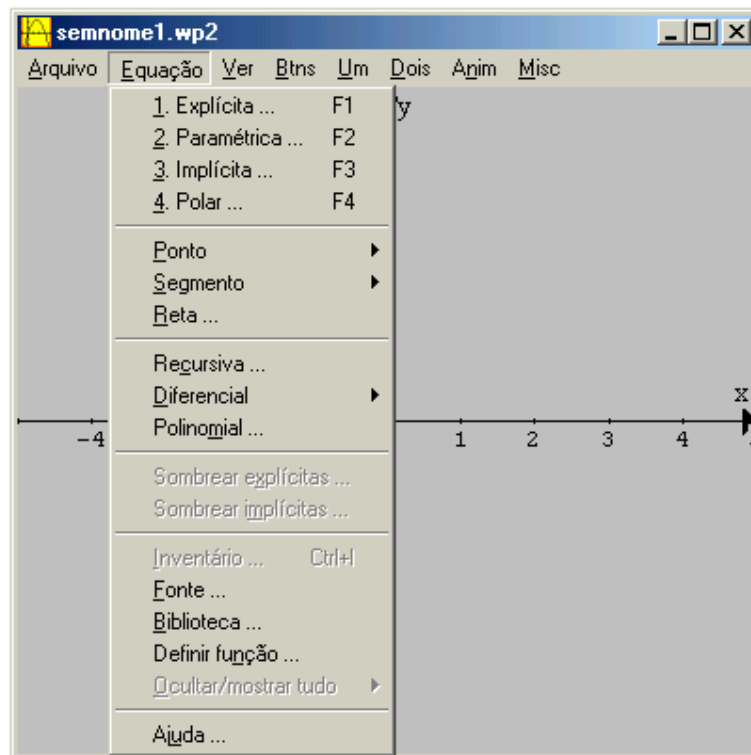 semnome1.wp2
Arquivo Equação Ver Btns Um Dois Anim Misc
1. Explícita ... F1
y
2. Paramétrica ... F2
3. Implícita ... F3
4. Polar ... F4
Ponto
Segmento
Reta ...
Recursiva ...
Diferencial
x
Polinomial ...
-4 1 2 3 4
Sombrear explícitas ...
Sombrear implícitas ...
Inventário ... Ctrl+I
Fonte ...
Biblioteca ...
Definir função ...
Ocultar/mostrar tudo
Ajuda ...